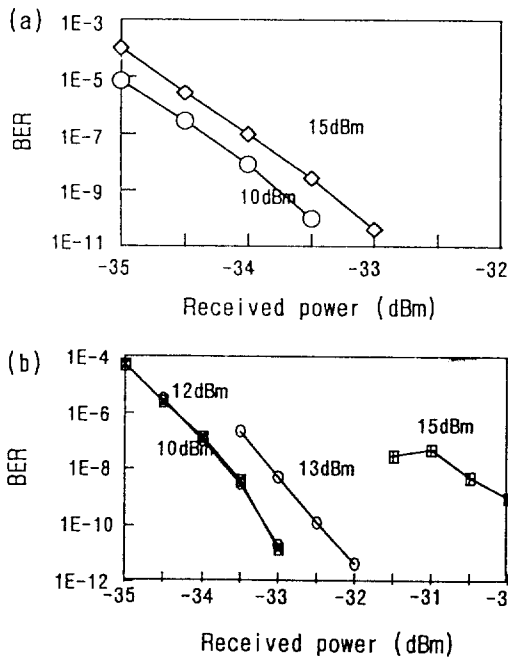 (a)
1E-3
1E-5
1E-7
1E-9
1E-11
BER
15dBm
10dBm
-35 -34 -33 -32
Received power (dBm)
(b)
1E-4
1E-6
1E-8
1E-10
1E-12
BER
12dBm
10dBm
13dBm
15dBm
-35 -34 -33 -32 -31 -3
Received power (dBm)